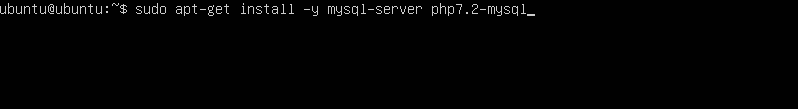 ubuntu@ubuntu:~$ sudo apt-get install -y mysql-server php7.2-mysql_